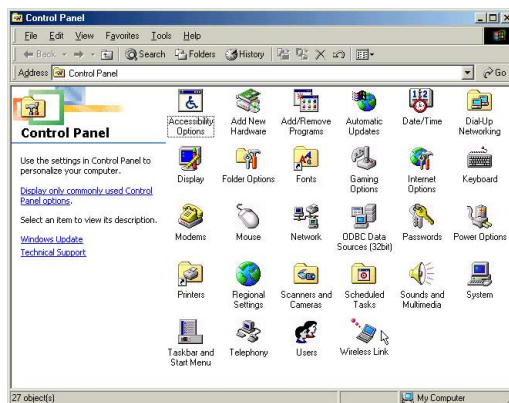 Control Panel
File Edit View Favorites Tools Help
Back Search Folders History
Address Control Panel Go
Control Panel
Use the settings in Control Panel to
personalize your computer.
Display only commonly used Control
Panel options.
Select an item to view its description.
Windows Update
Technical Support
Accessibility Options
Add New Hardware
Add/Remove Programs
Automatic Updates
Date/Time
Dial-Up Networking
Display
Folder Options
Fonts
Gaming Options
Internet Options
Keyboard
Modems
Mouse
Network
ODBC Data Sources (32bit)
Passwords
Power Options
Printers
Regional Settings
Scanners and Cameras
Scheduled Tasks
Sounds and Multimedia
System
Taskbar and Start Menu
Telephony
Users
Wireless Link
27 object(s) My Computer